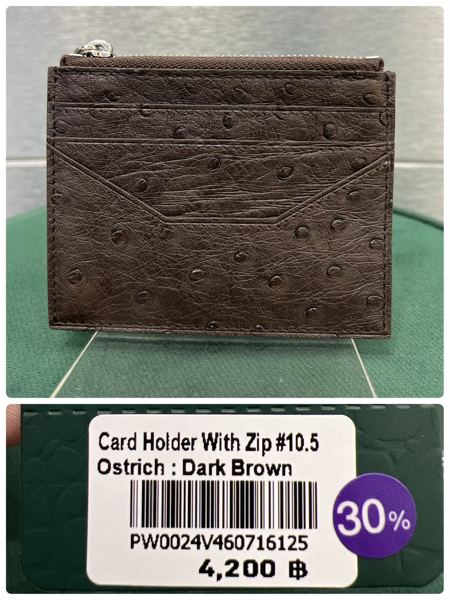 Card Holder With Zip #10.5
Ostrich : Dark Brown
PW0024V460716125
4,200 ฿
30%